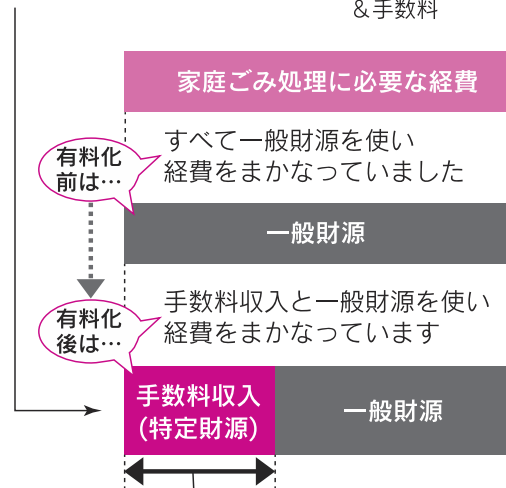 &手数料
家庭ごみ処理に必要な経費
有料化
前は…
すべて一般財源を使い
経費をまかなっていました
一般財源
有料化
後は…
手数料収入と一般財源を使い
経費をまかなっています
手数料収入
(特定財源)
一般財源